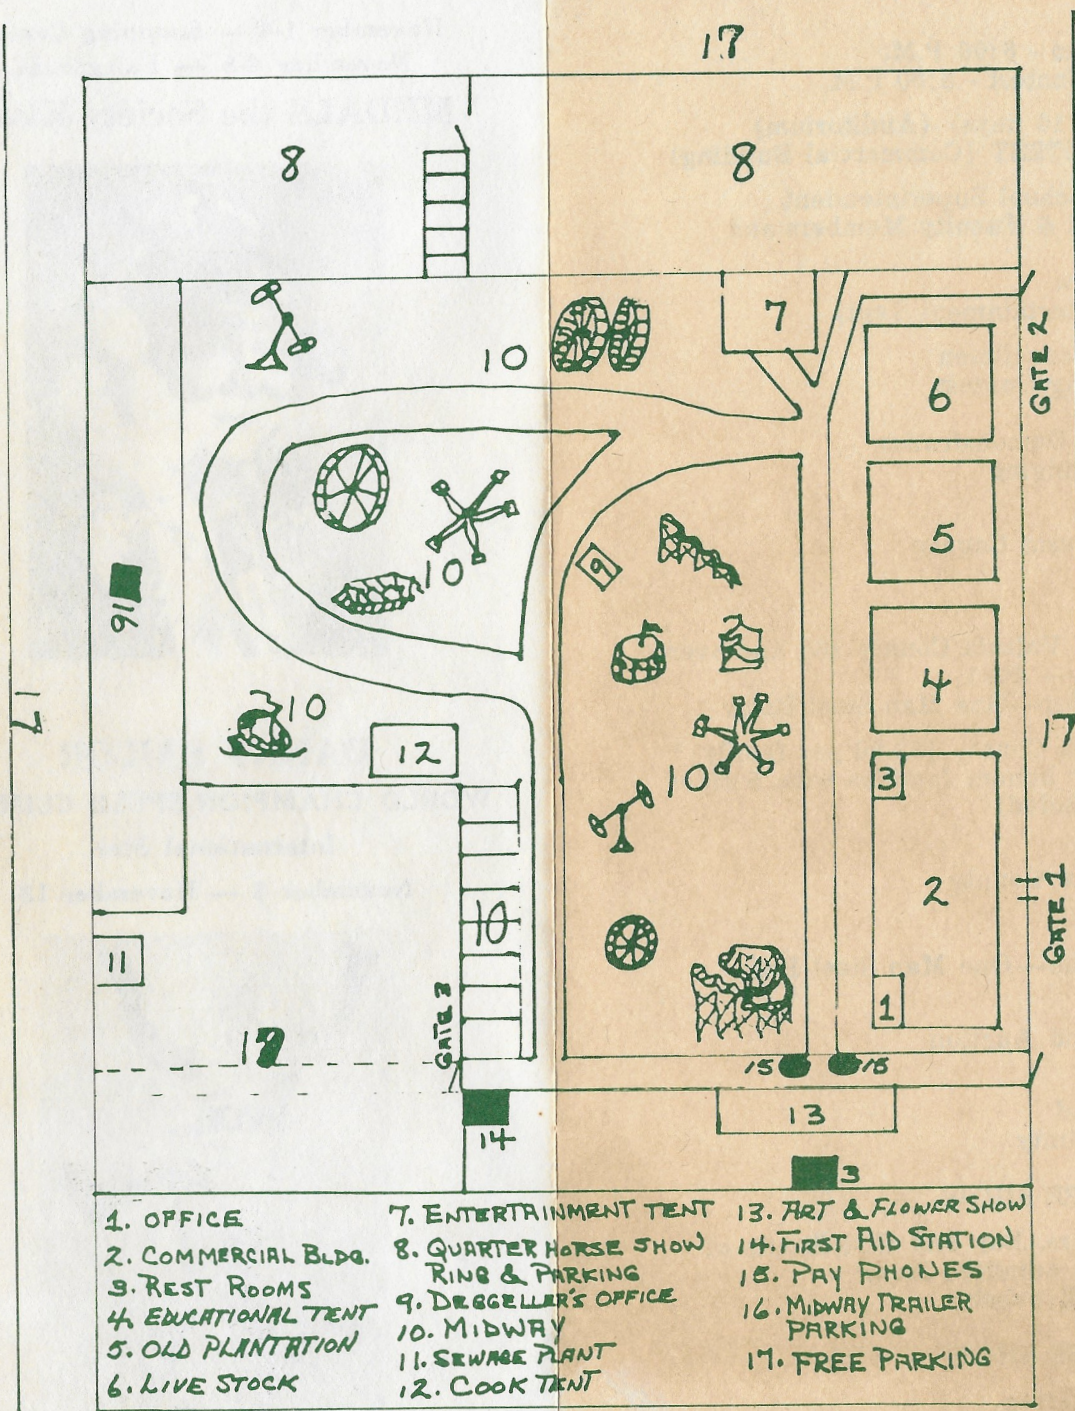 17
8
8
7
10
6
GATE 2
5
9
10
16
4
17
10
17
12
3
10
2
10
GATE 1
11
GATE 3
1
17
15
15
13
14
3
1. OFFICE
2. COMMERCIAL BLDG.
3. REST ROOMS
4. EDUCATIONAL TENT
5. OLD PLANTATION
6. LIVE STOCK
7. ENTERTAINMENT TENT
8. QUARTER HORSE SHOW
RING & PARKING
9. DEGGELLER'S OFFICE
10. MIDWAY
11. SEWAGE PLANT
12. COOK TENT
13. ART & FLOWER SHOW
14. FIRST AID STATION
15. PAY PHONES
16. MIDWAY TRAILER
PARKING
17. FREE PARKING